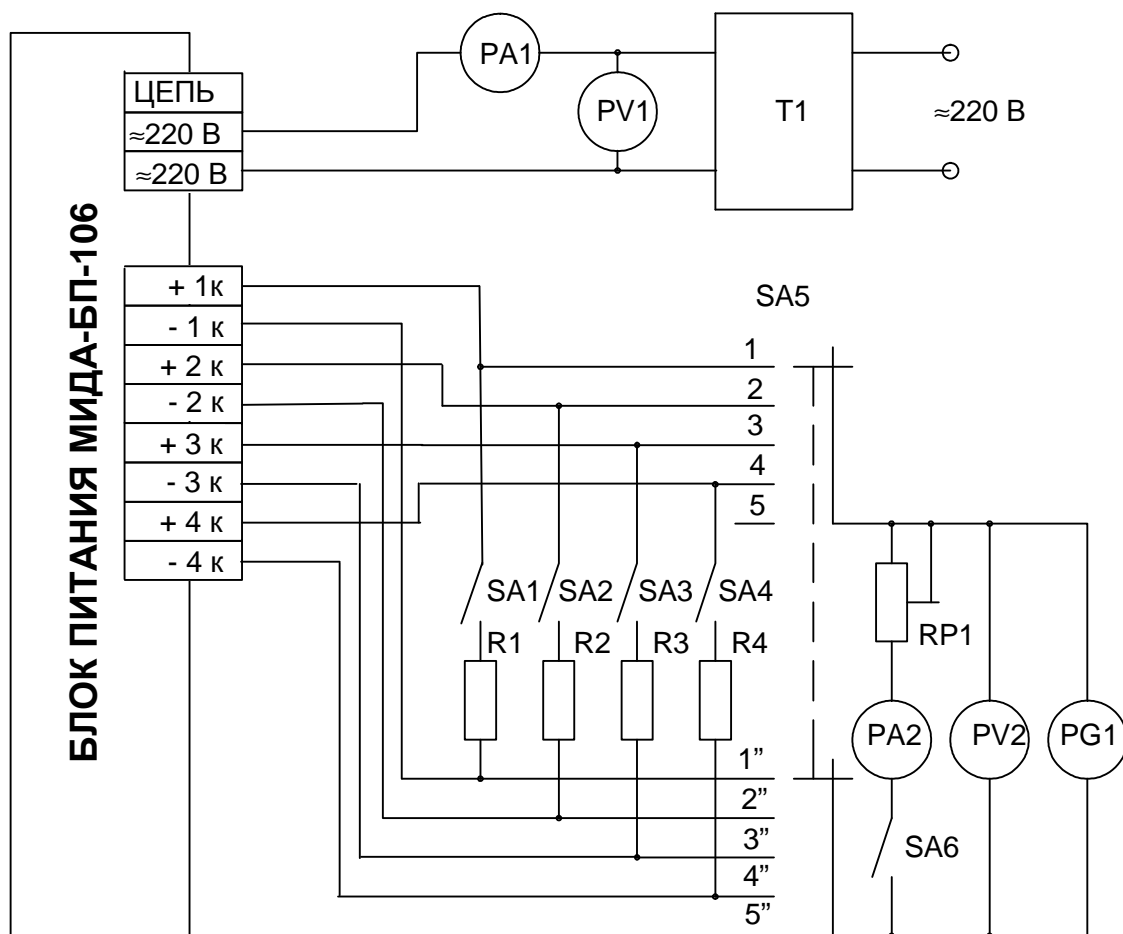 PA1
ЦЕПЬ
≈220 В
≈220 В
PV1
T1
≈220 В
БЛОК ПИТАНИЯ МИДА-БП-106
+ 1к
- 1 к
+ 2 к
- 2 к
+ 3 к
- 3 к
+ 4 к
- 4 к
SA5
1
2
3
4
5
SA1
SA2
SA3
SA4
R1
R2
R3
R4
RP1
PA2
PV2
PG1
1”
2”
3”
4”
5”
SA6